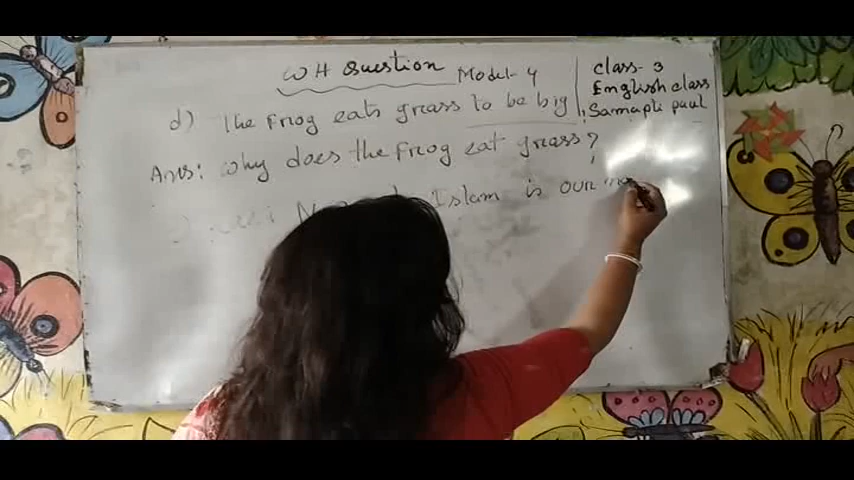 WH Question Model-4
Class-3
English class
Samapti paul
d) The Frog eats grass to be big.
Ans: Why does the Frog eat grass?
Islam is our